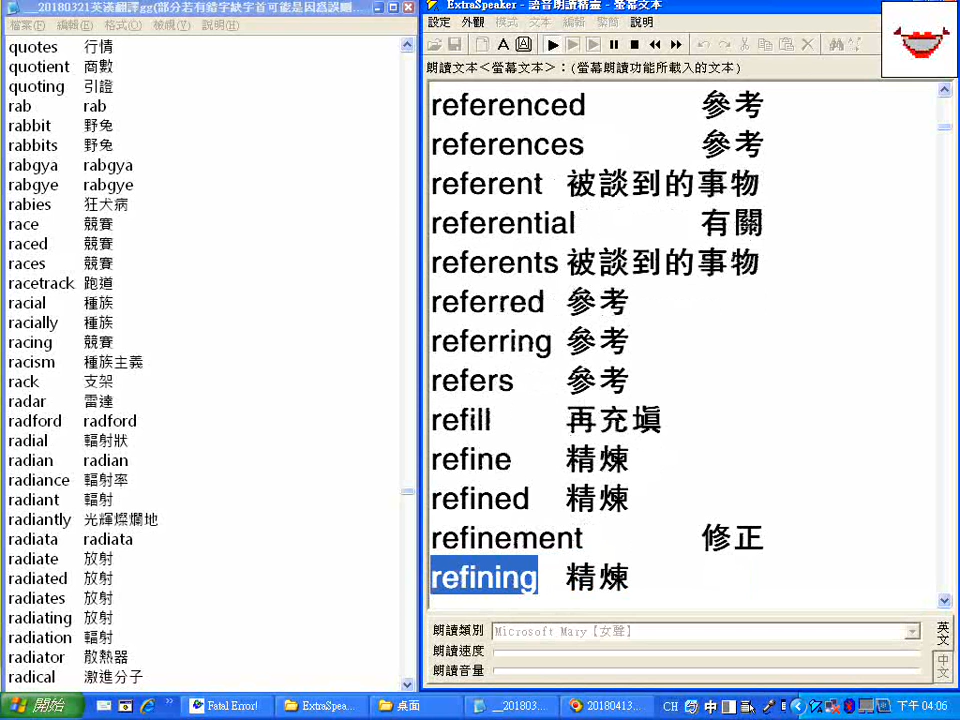 __20180321英漢翻譯gg(部分若有錯字缺字首可能是因為誤刪...
檔案(F) 編輯(E) 格式(O) 檢視(V) 說明(H)
quotes 行情
quotient 商數
quoting 引證
rab rab
rabbit 野兔
rabbits 野兔
rabgya rabgya
rabgye rabgye
rabies 狂犬病
race 競賽
raced 競賽
races 競賽
racetrack 跑道
racial 種族
racially 種族
racing 競賽
racism 種族主義
rack 支架
radar 雷達
radford radford
radial 輻射狀
radian radian
radiance 輻射率
radiant 輻射
radiantly 光輝燦爛地
radiata radiata
radiate 放射
radiated 放射
radiates 放射
radiating 放射
radiation 輻射
radiator 散熱器
radical 激進分子
ExtraSpeaker - 語音朗讀精靈 - 螢幕文本
設定 外觀 模式 文本 編輯 繁簡 說明
朗讀文本<螢幕文本>：(螢幕朗讀功能所載入的文本)
referenced 參考
references 參考
referent 被談到的事物
referential 有關
referents 被談到的事物
referred 參考
referring 參考
refers 參考
refill 再充塡
refine 精煉
refined 精煉
refinement 修正
refining 精煉
朗讀類別 Microsoft Mary【女聲】
朗讀速度
朗讀音量
英文
中文
開始 Fatal Error! ExtraSpea... 桌面 __201803... 20180413... CH 中 下午 04:06